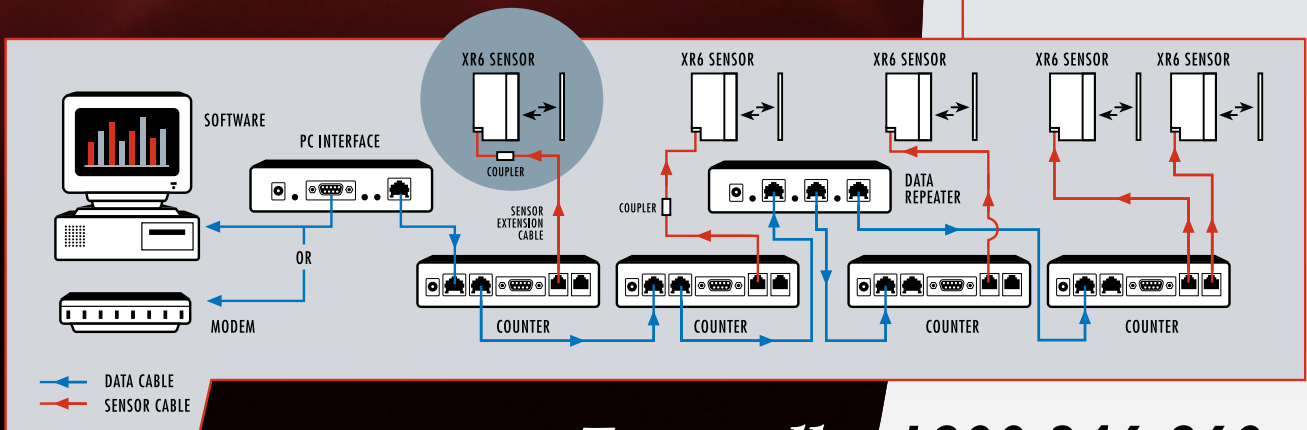 XR6 SENSOR
XR6 SENSOR
XR6 SENSOR
XR6 SENSOR
XR6 SENSOR
SOFTWARE
PC INTERFACE
COUPLER
SENSOR
EXTENSION
CABLE
COUPLER
DATA
REPEATER
OR
MODEM
COUNTER
COUNTER
COUNTER
COUNTER
DATA CABLE
SENSOR CABLE